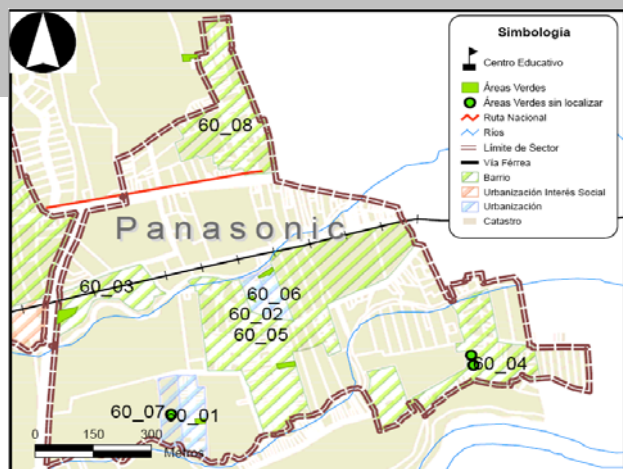 Simbología
Centro Educativo
Áreas Verdes
Áreas Verdes sin localizar
Ruta Nacional
Ríos
Límite de Sector
Vía Férrea
Barrio
Urbanización Interés Social
Urbanización
Catastro
60_08
Panasonic
60_03
60_06
60_02
60_05
60_04
60_07
60_01
0 150 300
Metros